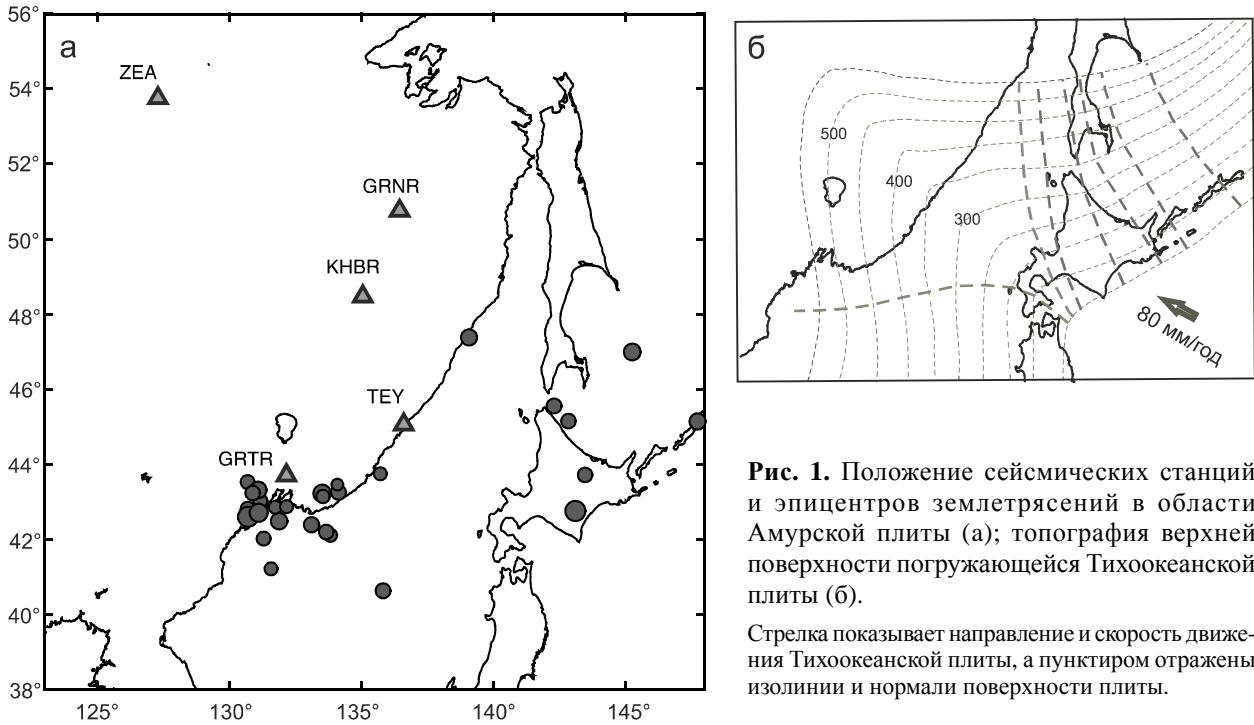 56°
а
ZEA
54°
52°
GRNR
50°
KHBR
48°
46°
TEY
44°
GRTR
42°
40°
38°
125°
130°
135°
140°
145°
б
500
400
300
80 мм/год
Рис. 1. Положение сейсмических станций
и эпицентров землетрясений в области
Амурской плиты (а); топография верхней
поверхности погружающейся Тихоокеанской
плиты (б).
Стрелка показывает направление и скорость движе-
ния Тихоокеанской плиты, а пунктиром отражены
изолинии и нормали поверхности плиты.